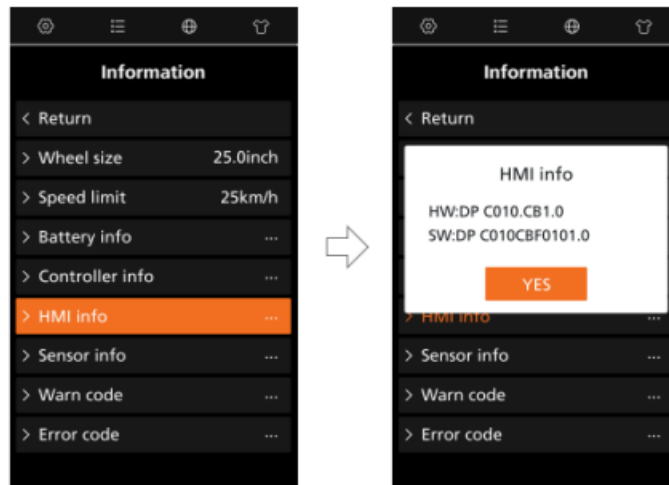 Information
< Return
> Wheel size 25.0inch
> Speed limit 25km/h
> Battery info ...
> Controller info ...
> HMI info ...
> Sensor info ...
> Warn code ...
> Error code ...
Information
< Return
HMI info
HW:DP C010.CB1.0
SW:DP C010CBF0101.0
YES
> HMI info ...
> Sensor info ...
> Warn code ...
> Error code ...